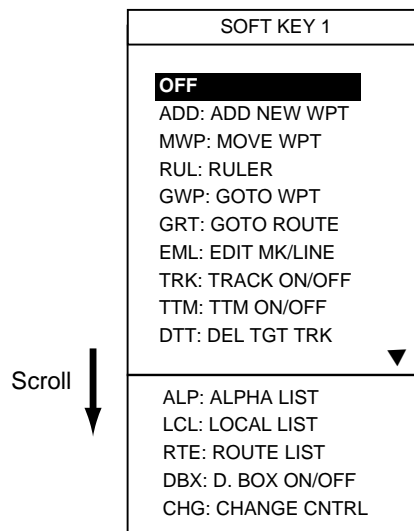 SOFT KEY 1
OFF
ADD: ADD NEW WPT
MWP: MOVE WPT
RUL: RULER
GWP: GOTO WPT
GRT: GOTO ROUTE
EML: EDIT MK/LINE
TRK: TRACK ON/OFF
TTM: TTM ON/OFF
DTT: DEL TGT TRK
▼
Scroll
ALP: ALPHA LIST
LCL: LOCAL LIST
RTE: ROUTE LIST
DBX: D. BOX ON/OFF
CHG: CHANGE CNTRL